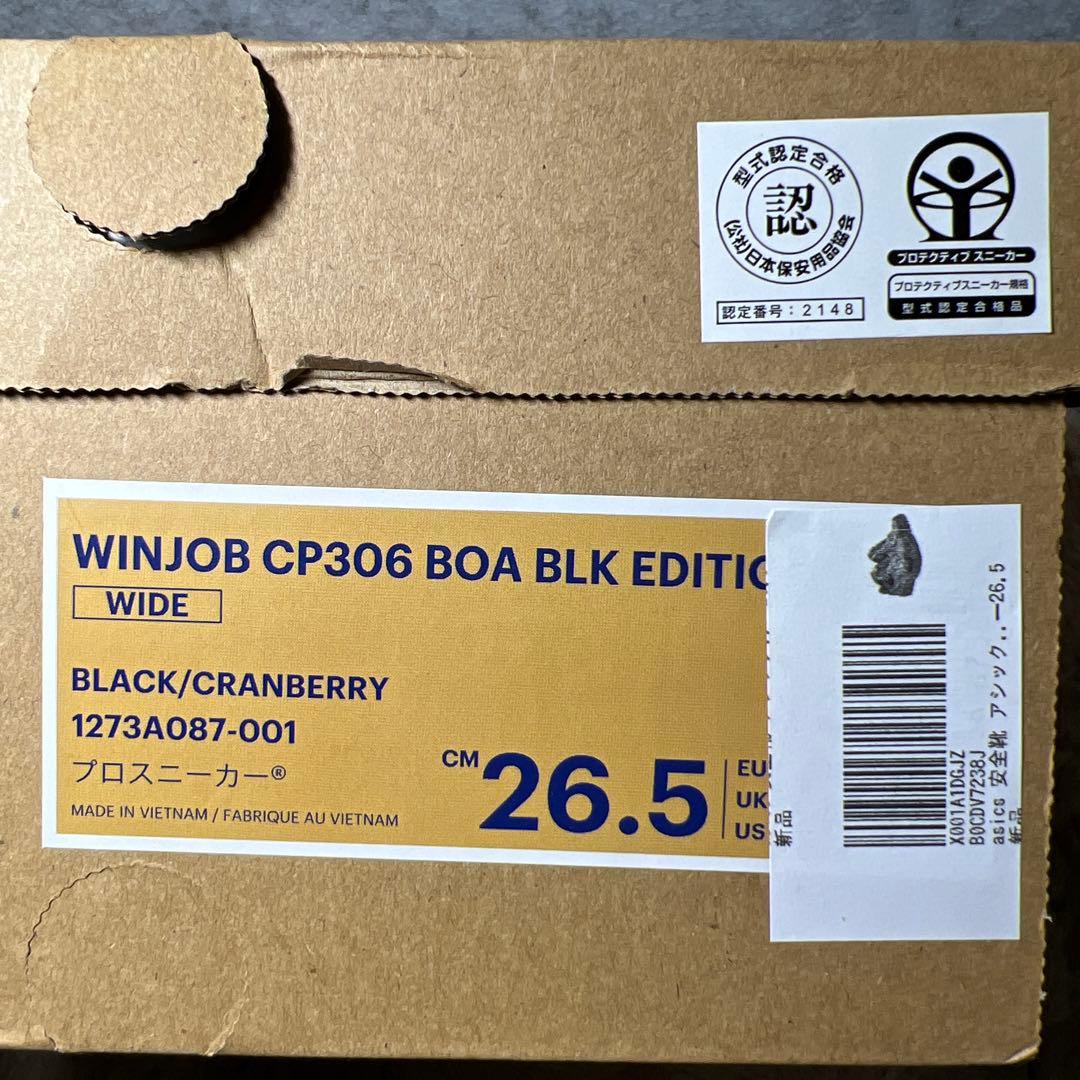 型式認定合格
認
(公社)日本保安用品協会
認定番号：2148
プロテクティブ スニーカー
プロテクティブスニーカー規格
型式認定合格品
WINJOB CP306 BOA BLK EDITIO
WIDE
BLACK/CRANBERRY
1273A087-001
プロスニーカー®
MADE IN VIETNAM / FABRIQUE AU VIETNAM
CM 26.5
EU
UK
US
新品
X001A1DGJZ
B0CDV7238J
asics 安全靴 アシック..ー26.5
新品